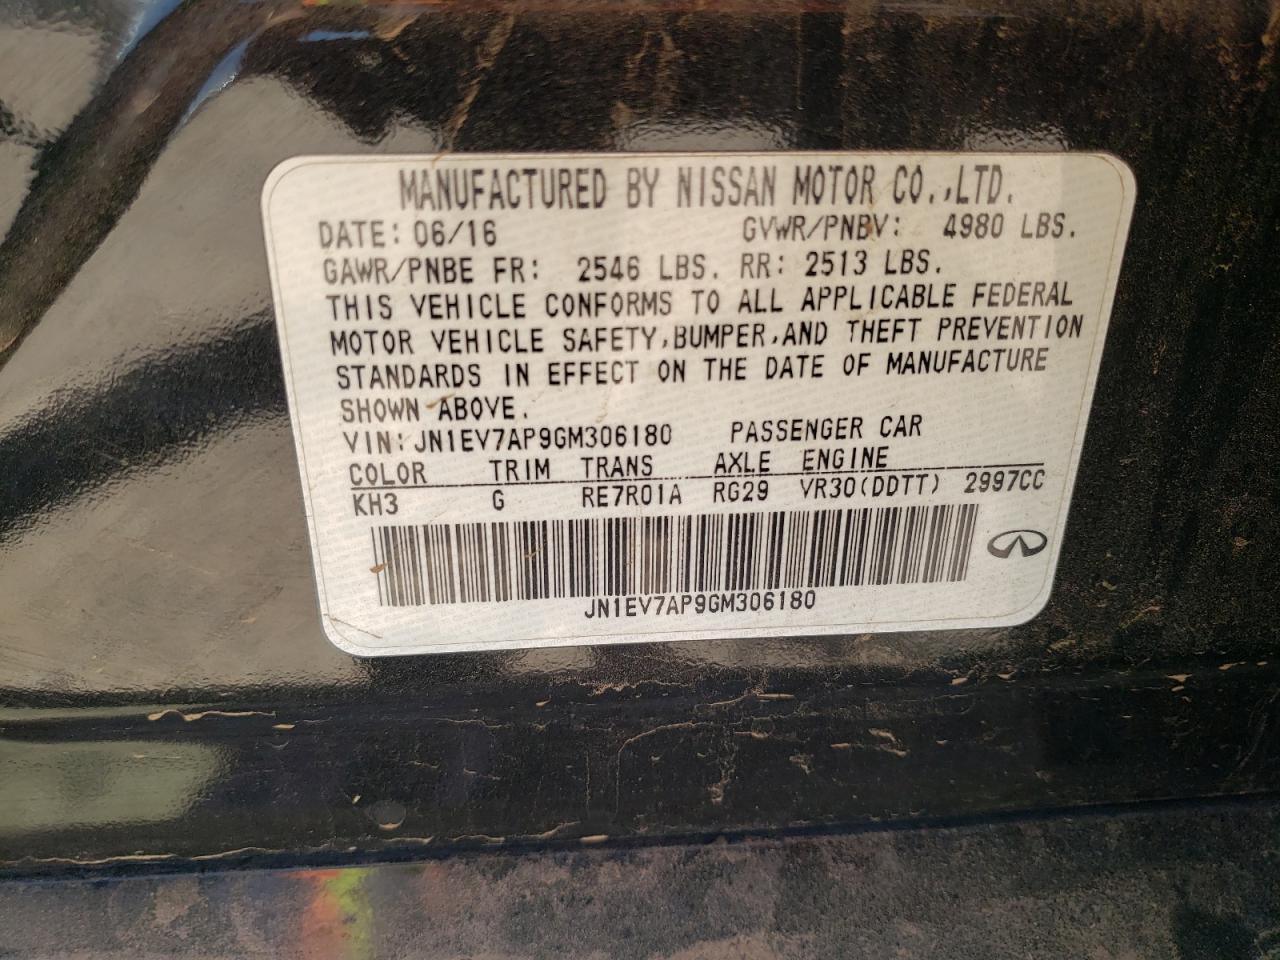 MANUFACTURED BY NISSAN MOTOR CO.,LTD.
DATE: 06/16 GVWR/PNBV: 4980 LBS.
GAWR/PNBE FR: 2546 LBS. RR: 2513 LBS.
THIS VEHICLE CONFORMS TO ALL APPLICABLE FEDERAL
MOTOR VEHICLE SAFETY,BUMPER,AND THEFT PREVENTION
STANDARDS IN EFFECT ON THE DATE OF MANUFACTURE
SHOWN ABOVE.
VIN: JN1EV7AP9GM306180 PASSENGER CAR
COLOR TRIM TRANS AXLE ENGINE
KH3 G RE7R01A RG29 VR30(DDTT) 2997CC
JN1EV7AP9GM306180